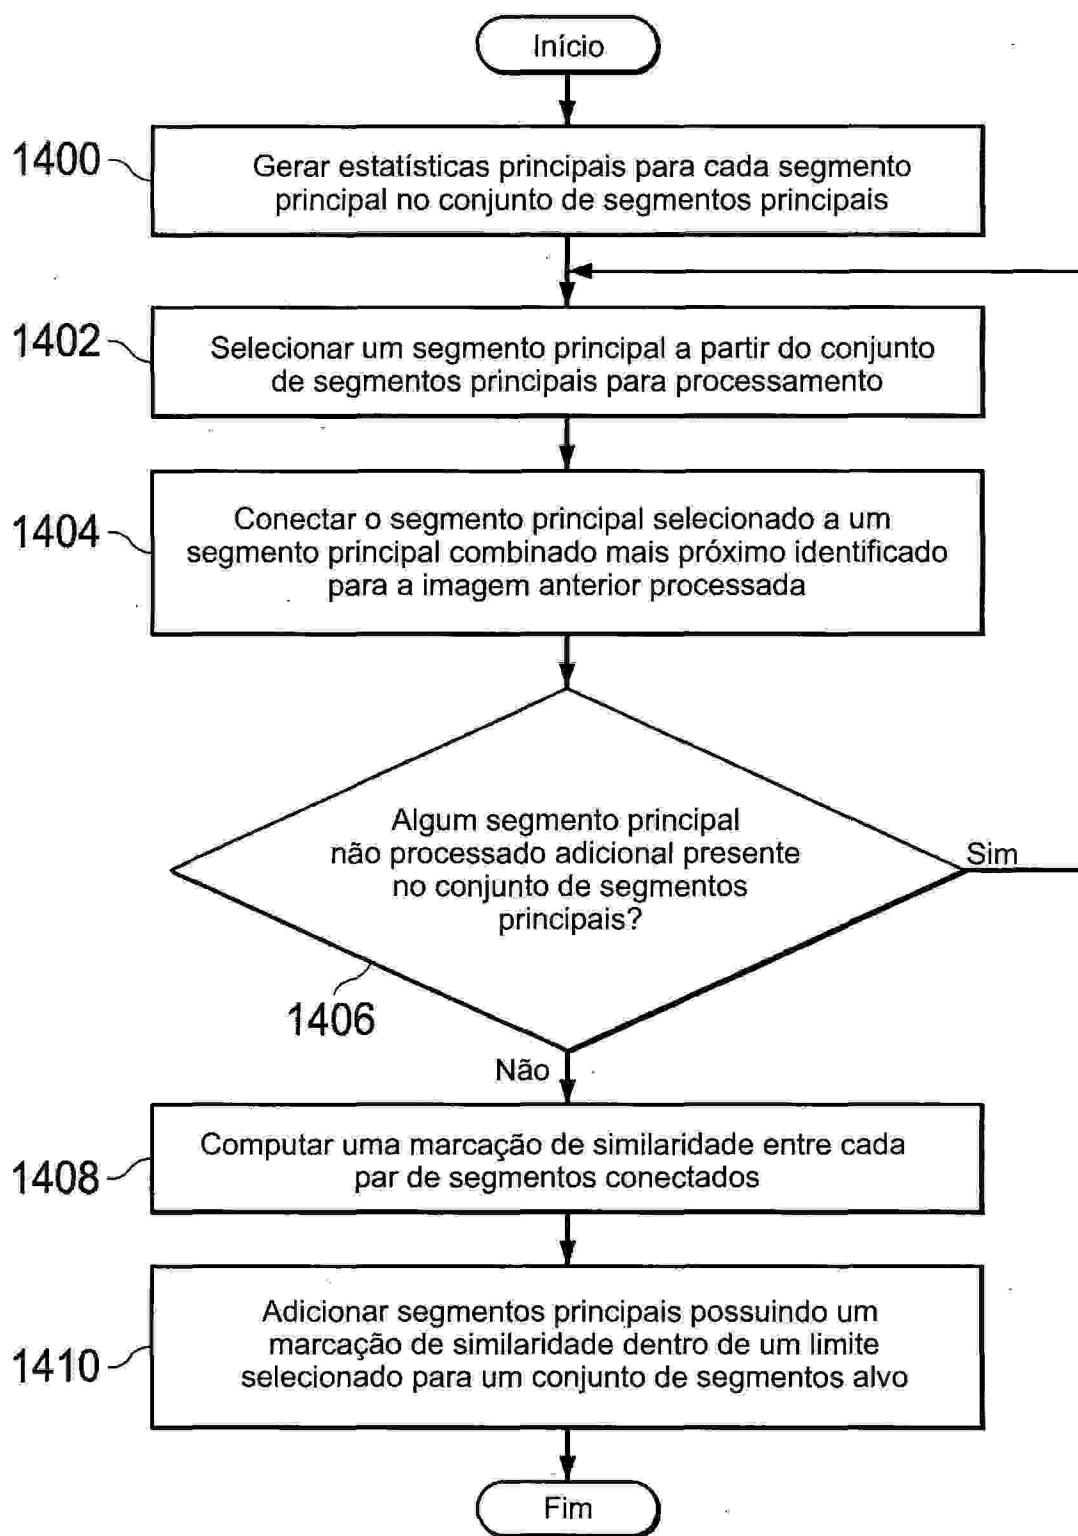 Início
1400
Gerar estatísticas principais para cada segmento
principal no conjunto de segmentos principais
1402
Selecionar um segmento principal a partir do conjunto
de segmentos principais para processamento
1404
Conectar o segmento principal selecionado a um
segmento principal combinado mais próximo identificado
para a imagem anterior processada
Algum segmento principal
não processado adicional presente
no conjunto de segmentos
principais?
Sim
1406
Não
1408
Computar uma marcação de similaridade entre cada
par de segmentos conectados
1410
Adicionar segmentos principais possuindo um
marcação de similaridade dentro de um limite
selecionado para um conjunto de segmentos alvo
Fim